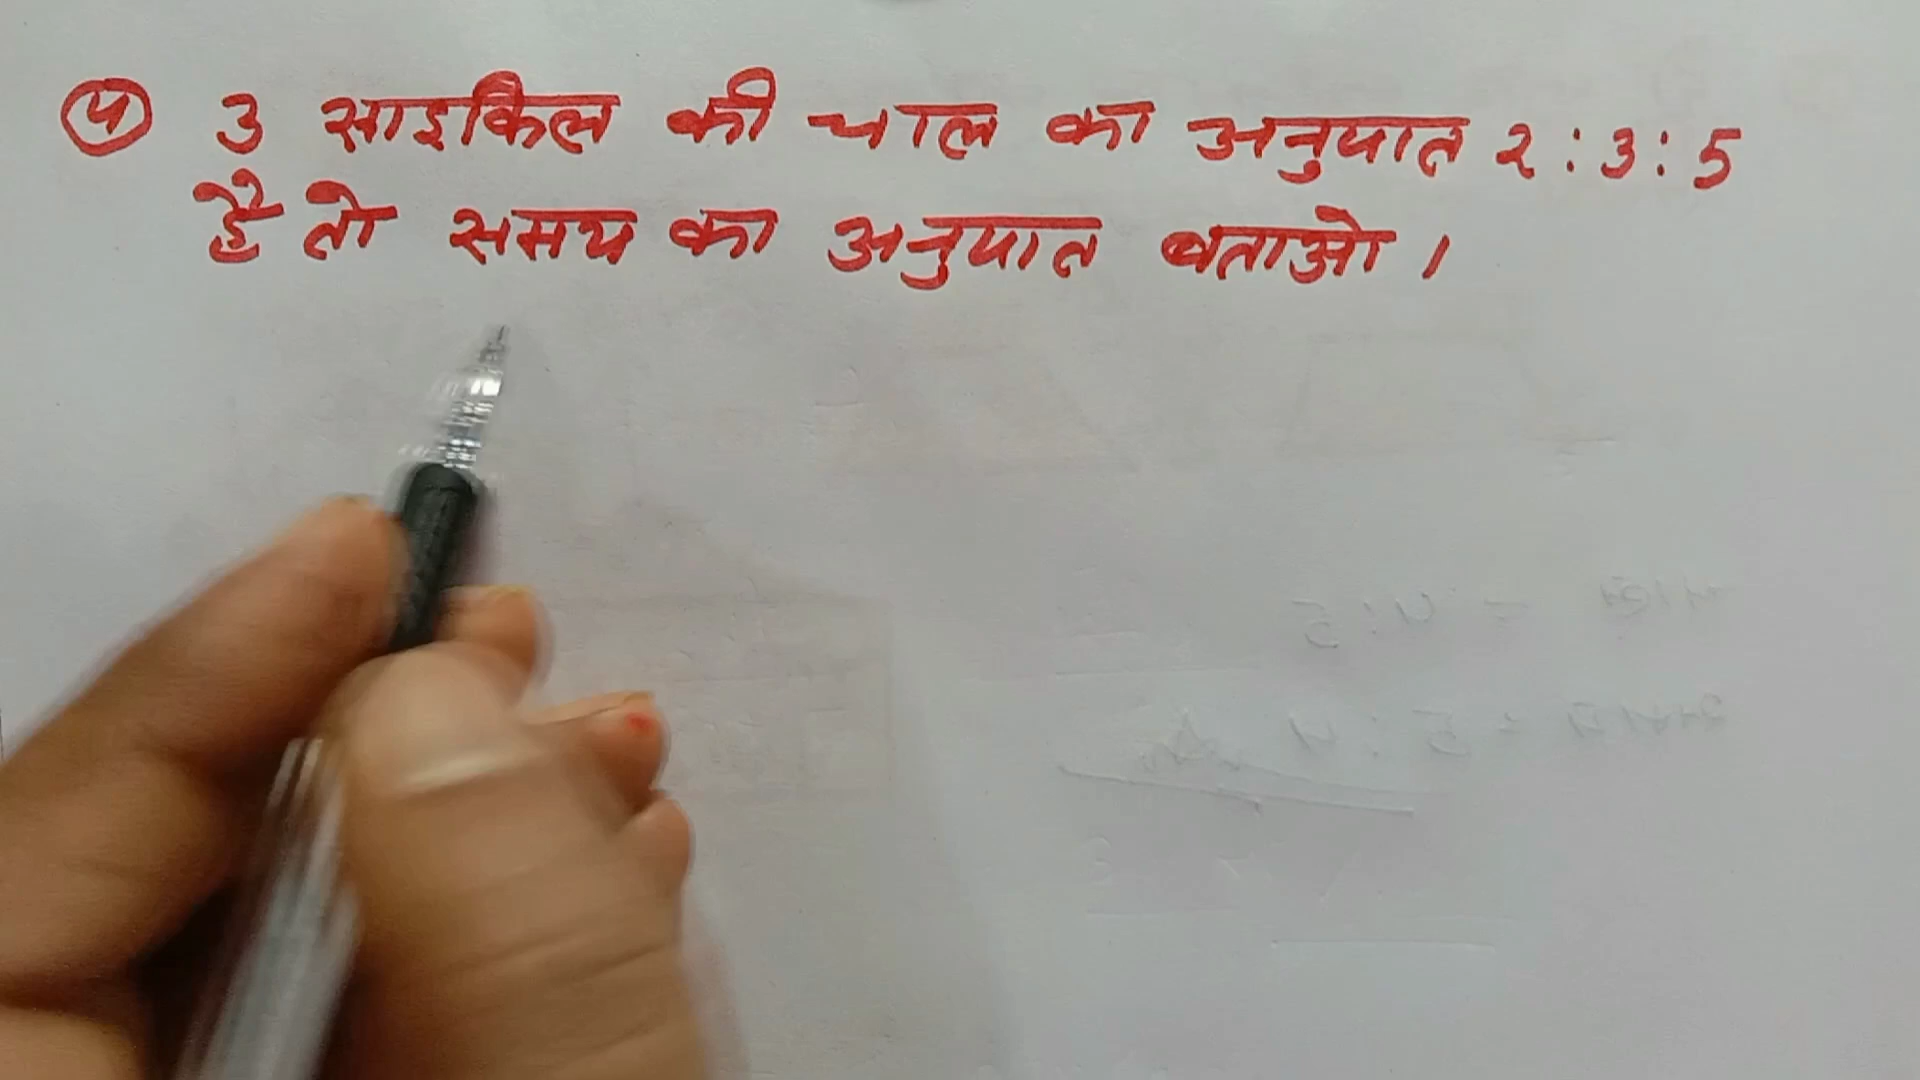 (4) 3 साइकिल की चाल का अनुपात 2 : 3 : 5
है तो समय का अनुपात बताओ ।